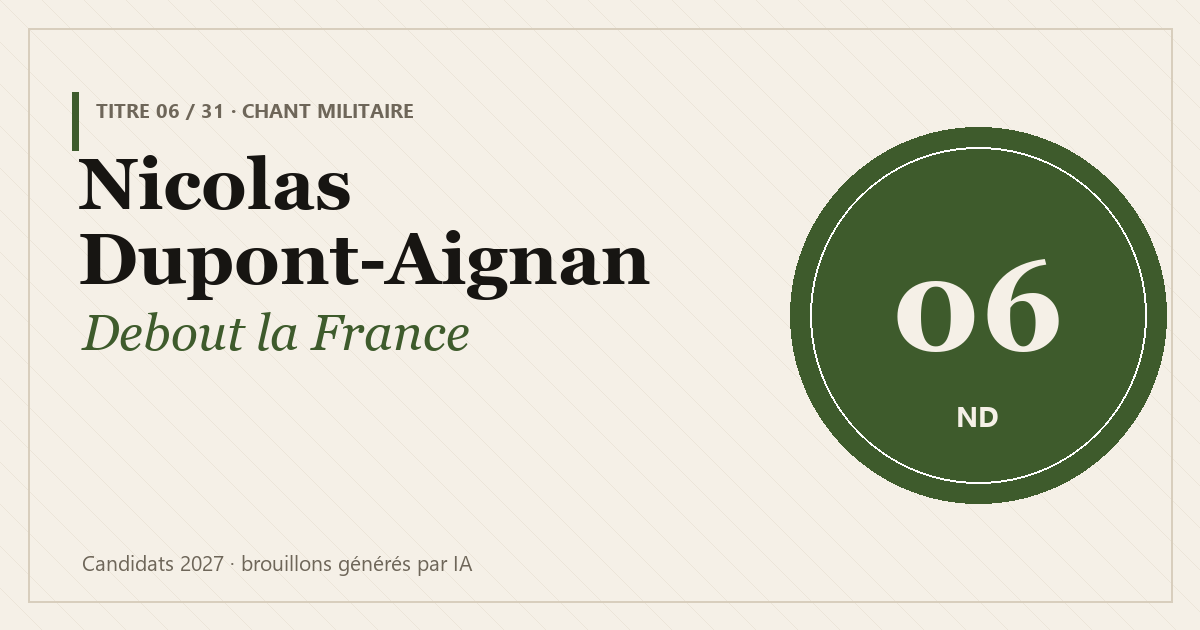 TITRE 06 / 31 · CHANT MILITAIRE
Nicolas
Dupont-Aignan
Debout la France
06
ND
Candidats 2027 · brouillons générés par IA